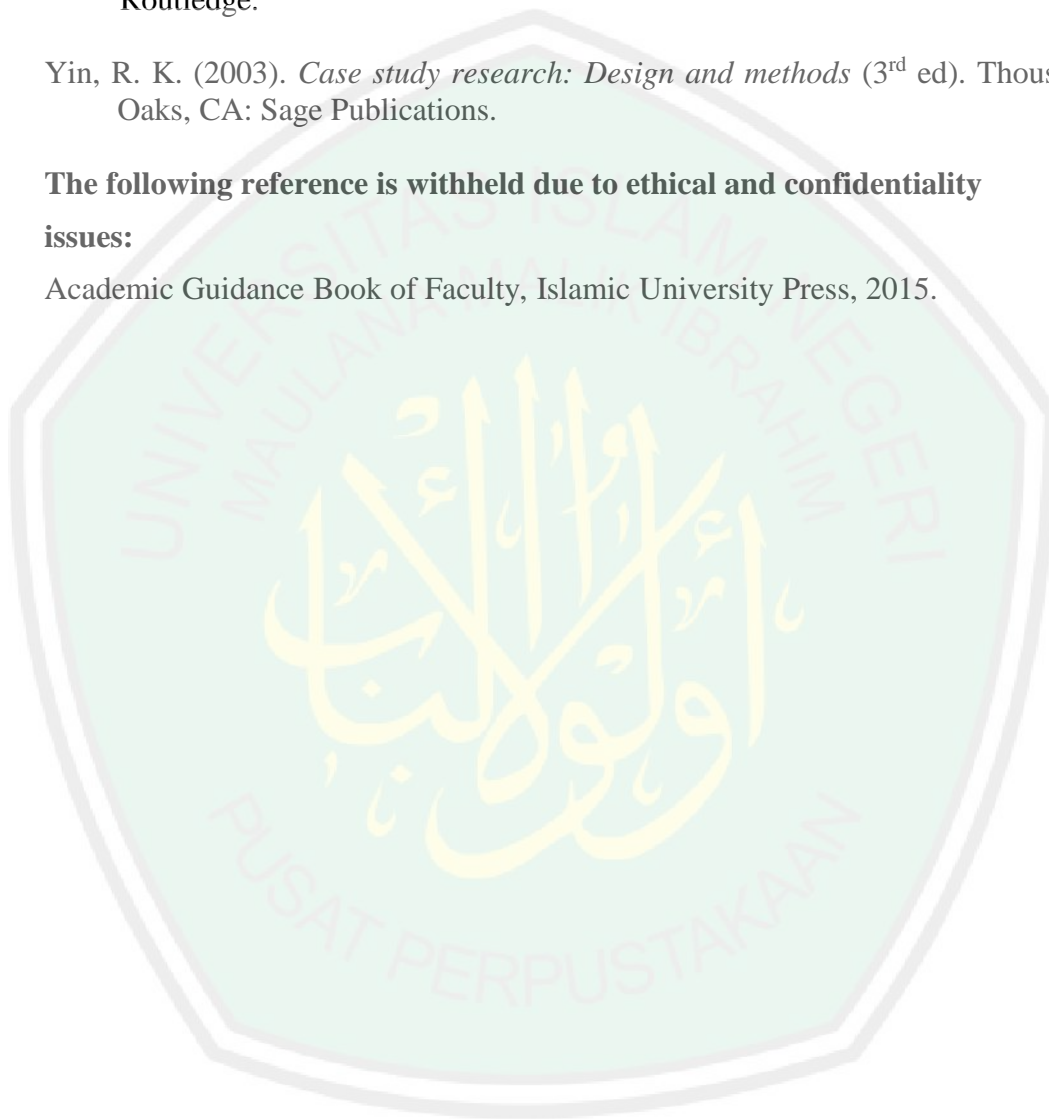 Routledge.
Yin, R. K. (2003). Case study research: Design and methods (3rd ed). Thous
Oaks, CA: Sage Publications.
The following reference is withheld due to ethical and confidentiality
issues:
Academic Guidance Book of Faculty, Islamic University Press, 2015.
UNIVERSITAS ISLAM NEGERI
MAULANA MALIK IBRAHIM
أولوا الألباب
PUSAT PERPUSTAKAAN